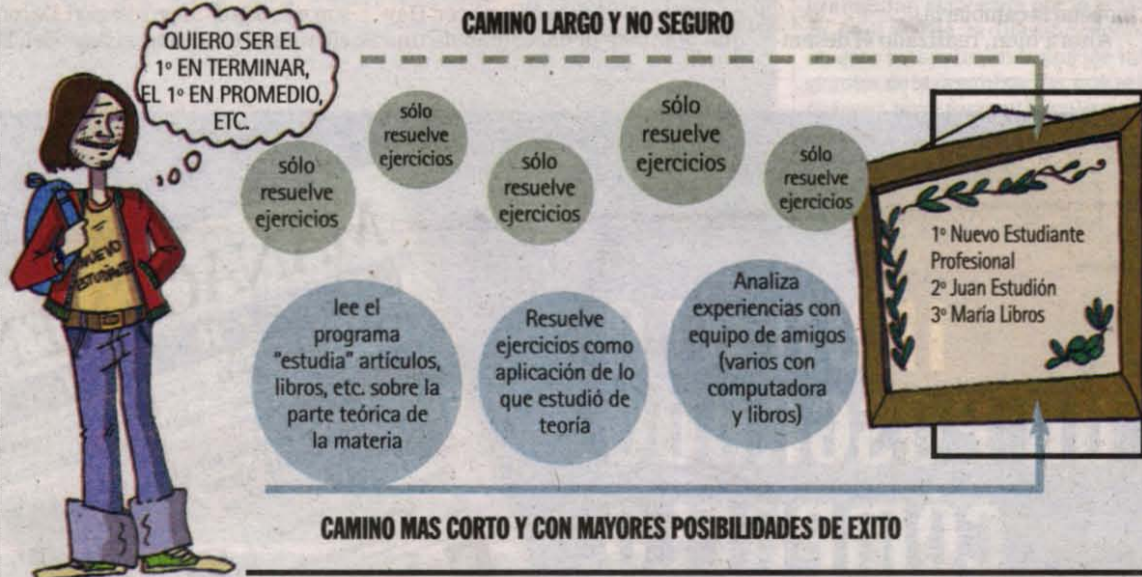 CAMINO LARGO Y NO SEGURO
QUIERO SER EL
1º EN TERMINAR,
EL 1º EN PROMEDIO,
ETC.
sólo
resuelve
ejercicios
sólo
resuelve
ejercicios
sólo
resuelve
ejercicios
sólo
resuelve
ejercicios
sólo
resuelve
ejercicios
NUEVO
ESTUDIANTE
1º Nuevo Estudiante
Profesional
2º Juan Estudión
3º María Libros
lee el
programa
"estudia" artículos,
libros, etc. sobre la
parte teórica de
la materia
Resuelve
ejercicios como
aplicación de lo
que estudió de
teoría
Analiza
experiencias con
equipo de amigos
(varios con
computadora
y libros)
CAMINO MAS CORTO Y CON MAYORES POSIBILIDADES DE EXITO